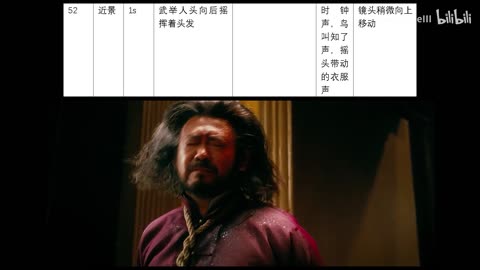 52
近景
1s
武举人头向后摇
挥着头发
时钟
声，鸟
叫知了
声，摇
头带动
的衣服
声
镜头稍微向上
移动
elll
bilibili